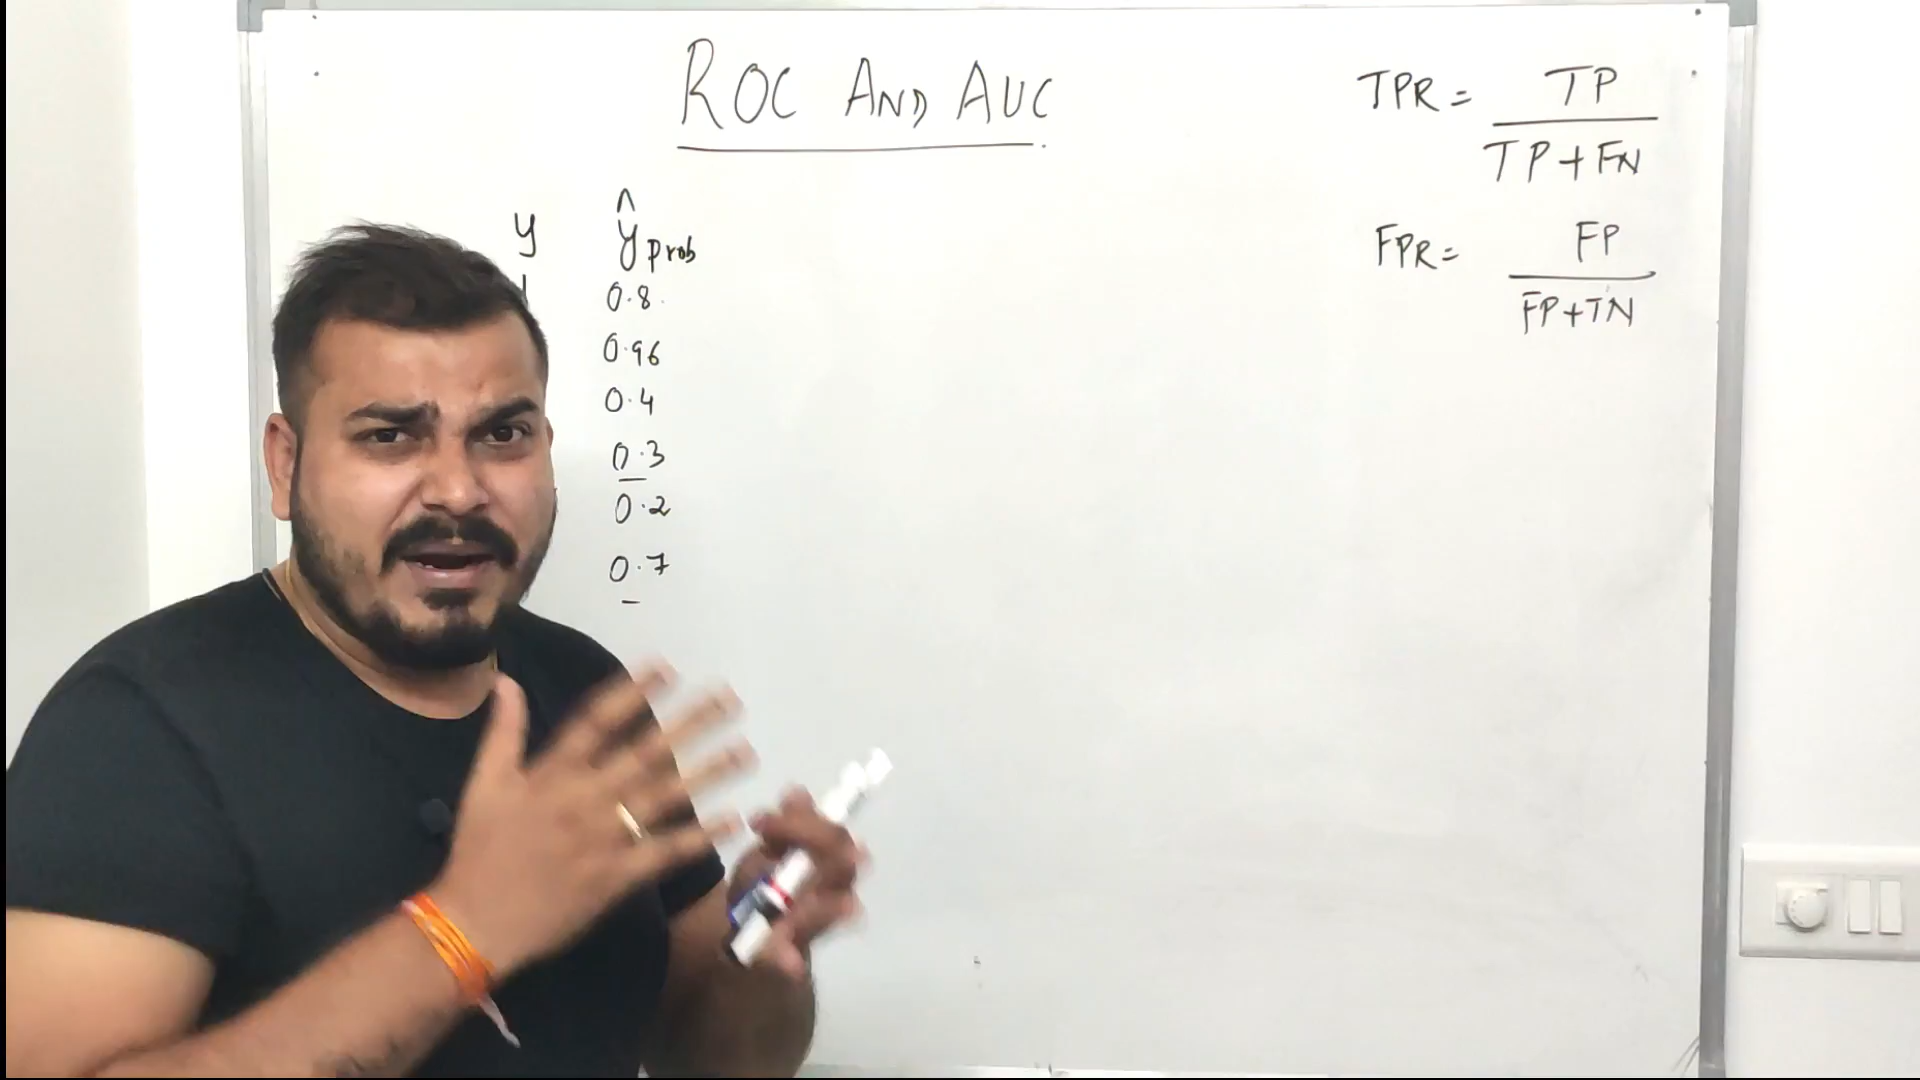 ROC AND AUC
TPR = TP / TP+FN
FPR = FP / FP+TN
y ŷ prob
0.8
0.96
0.4
0.3
0.2
0.7